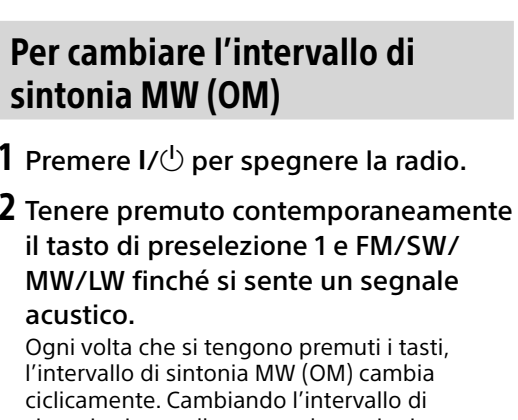 Per cambiare l’intervallo di
sintonia MW (OM)
1 Premere I/⏻ per spegnere la radio.
2 Tenere premuto contemporaneamente
il tasto di preselezione 1 e FM/SW/
MW/LW finché si sente un segnale
acustico.
Ogni volta che si tengono premuti i tasti,
l’intervallo di sintonia MW (OM) cambia
ciclicamente. Cambiando l’intervallo di